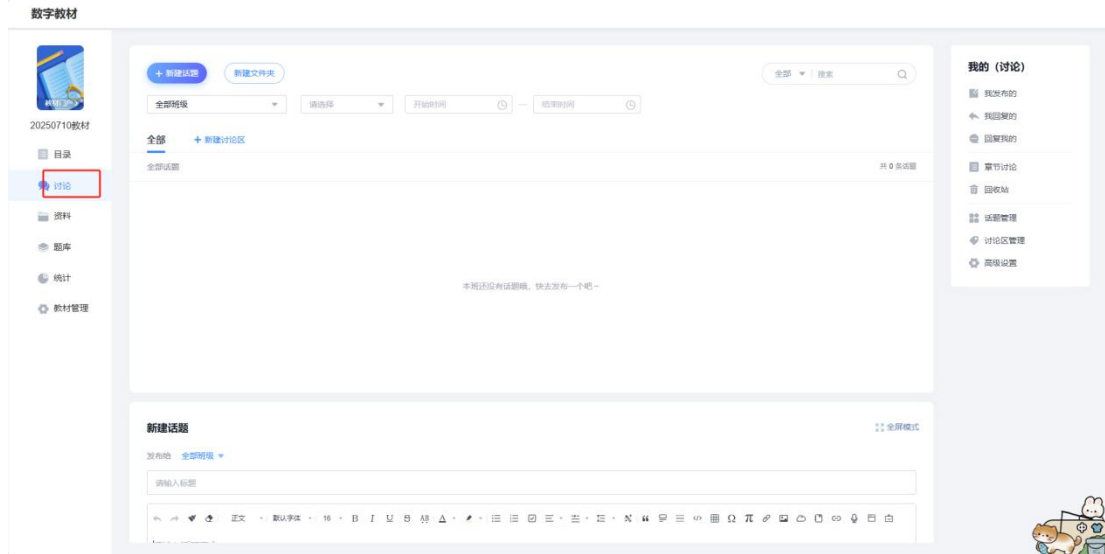 数字教材
教材门户
20250710教材
目录
讨论
资料
题库
统计
教材管理
+ 新建话题
新建文件夹
全部
搜索
全部班级
请选择
开始时间
—
结束时间
全部
+ 新建讨论区
全部话题
共 0 条话题
本班还没有话题哦，快去发布一个吧~
新建话题
全屏模式
发布给 全部班级
请输入标题
正文 默认字体 16 B I U
我的（讨论）
我发布的
我回复的
回复我的
章节讨论
回收站
话题管理
讨论区管理
高级设置